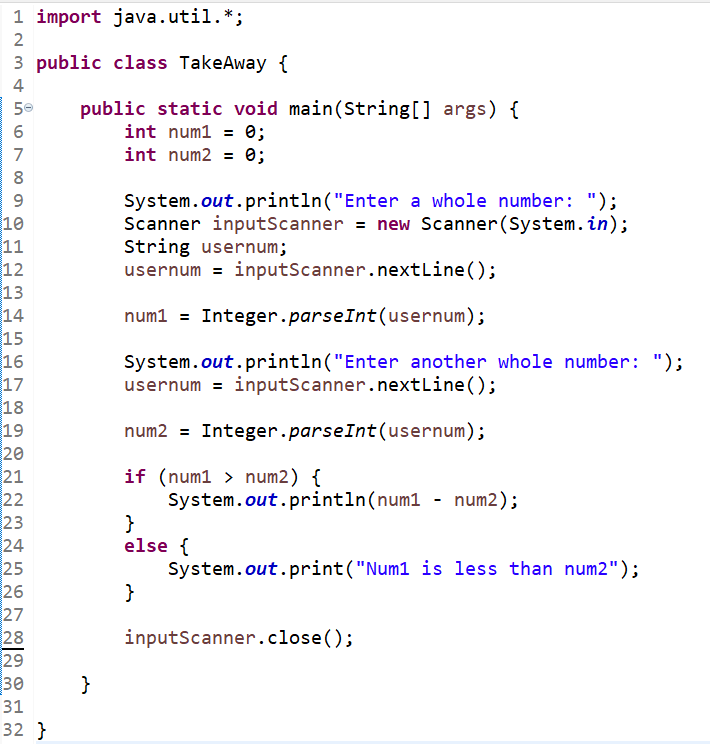 1 import java.util.*;
2
3 public class TakeAway {
4
5 public static void main(String[] args) {
6 int num1 = 0;
7 int num2 = 0;
8
9 System.out.println("Enter a whole number: ");
10 Scanner inputScanner = new Scanner(System.in);
11 String usernum;
12 usernum = inputScanner.nextLine();
13
14 num1 = Integer.parseInt(usernum);
15
16 System.out.println("Enter another whole number: ");
17 usernum = inputScanner.nextLine();
18
19 num2 = Integer.parseInt(usernum);
20
21 if (num1 > num2) {
22 System.out.println(num1 - num2);
23 }
24 else {
25 System.out.print("Num1 is less than num2");
26 }
27
28 inputScanner.close();
29
30 }
31
32 }